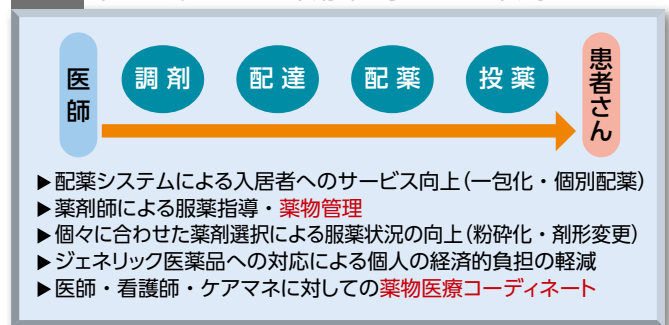 医師
調剤
配達
配薬
投薬
患者さん
▶配薬システムによる入居者へのサービス向上(一包化・個別配薬)
▶薬剤師による服薬指導・薬物管理
▶個々に合わせた薬剤選択による服薬状況の向上(粉砕化・剤形変更)
▶ジェネリック医薬品への対応による個人の経済的負担の軽減
▶医師・看護師・ケアマネに対しての薬物医療コーディネート